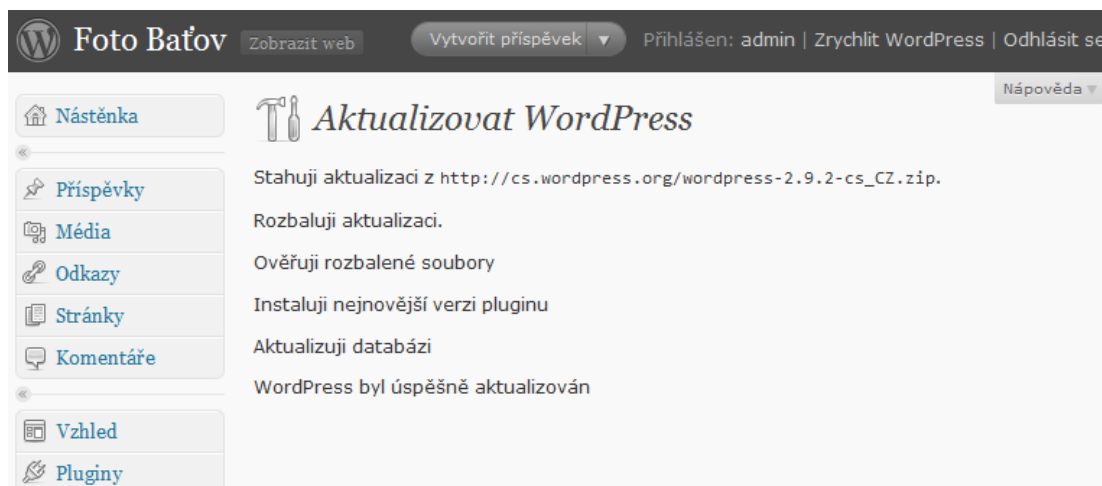 Foto Baťov Zobrazit web Vytvořit příspěvek Přihlášen: admin | Zrychlit WordPress | Odhlásit se
Nápověda
Nástěnka
Příspěvky
Média
Odkazy
Stránky
Komentáře
Vzhled
Pluginy
Aktualizovat WordPress
Stahuji aktualizaci z http://cs.wordpress.org/wordpress-2.9.2-cs_CZ.zip.
Rozbaluji aktualizaci.
Ověřuji rozbalené soubory
Instaluji nejnovější verzi pluginu
Aktualizuji databázi
WordPress byl úspěšně aktualizován